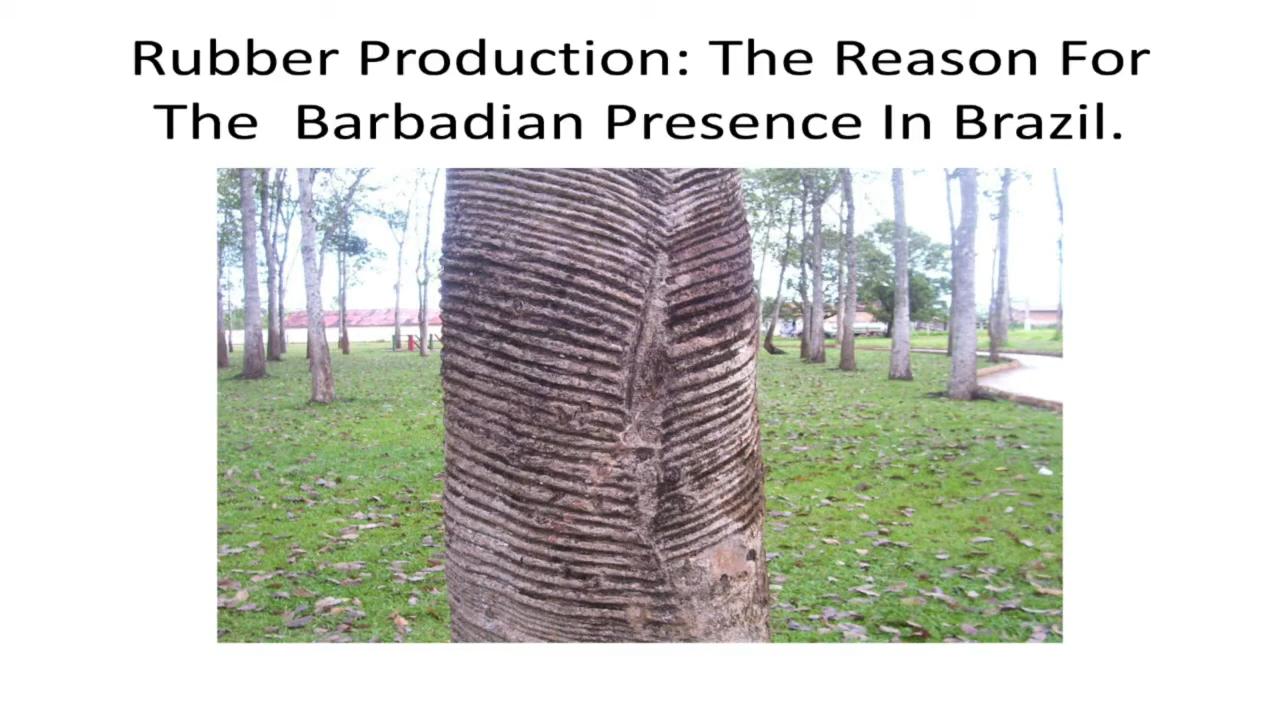 Rubber Production: The Reason For
The  Barbadian Presence In Brazil.